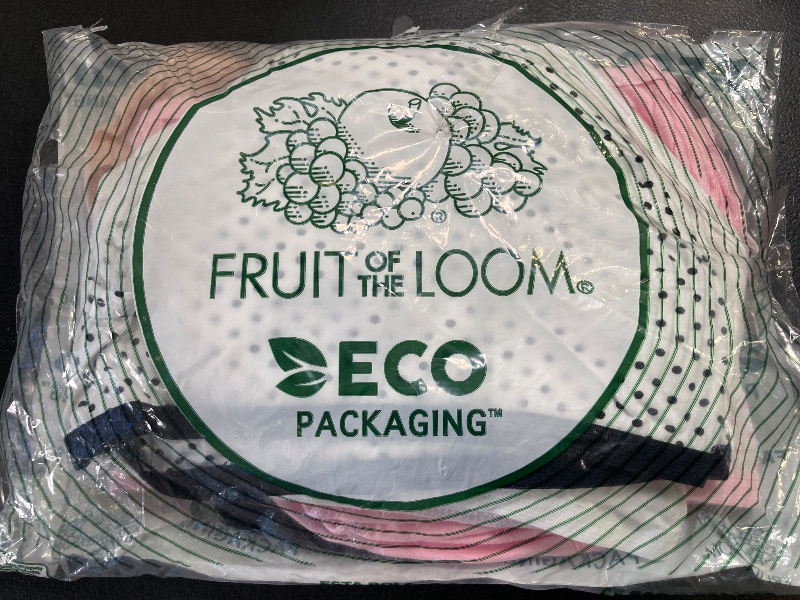 ®
FRUIT OF THE LOOM®
ECO
PACKAGING™